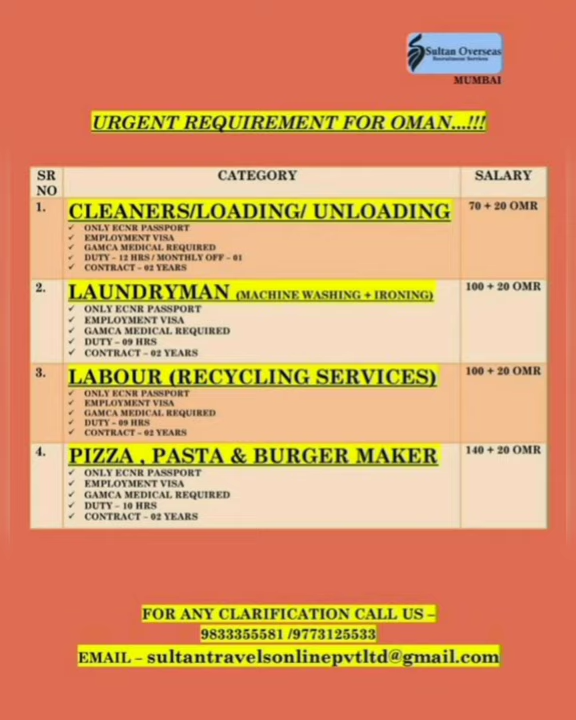 Sultan Overseas
Recruitment Services
MUMBAI
URGENT REQUIREMENT FOR OMAN...!!!
SR NO CATEGORY SALARY
1. CLEANERS/LOADING/ UNLOADING 70 + 20 OMR
✓ ONLY ECNR PASSPORT
✓ EMPLOYMENT VISA
✓ GAMCA MEDICAL REQUIRED
✓ DUTY – 12 HRS / MONTHLY OFF – 01
✓ CONTRACT – 02 YEARS
2. LAUNDRYMAN (MACHINE WASHING + IRONING) 100 + 20 OMR
✓ ONLY ECNR PASSPORT
✓ EMPLOYMENT VISA
✓ GAMCA MEDICAL REQUIRED
✓ DUTY – 09 HRS
✓ CONTRACT – 02 YEARS
3. LABOUR (RECYCLING SERVICES) 100 + 20 OMR
✓ ONLY ECNR PASSPORT
✓ EMPLOYMENT VISA
✓ GAMCA MEDICAL REQUIRED
✓ DUTY – 09 HRS
✓ CONTRACT – 02 YEARS
4. PIZZA , PASTA & BURGER MAKER 140 + 20 OMR
✓ ONLY ECNR PASSPORT
✓ EMPLOYMENT VISA
✓ GAMCA MEDICAL REQUIRED
✓ DUTY – 10 HRS
✓ CONTRACT – 02 YEARS
FOR ANY CLARIFICATION CALL US –
9833355581 /9773125533
EMAIL – sultantravelsonlinepvtltd@gmail.com